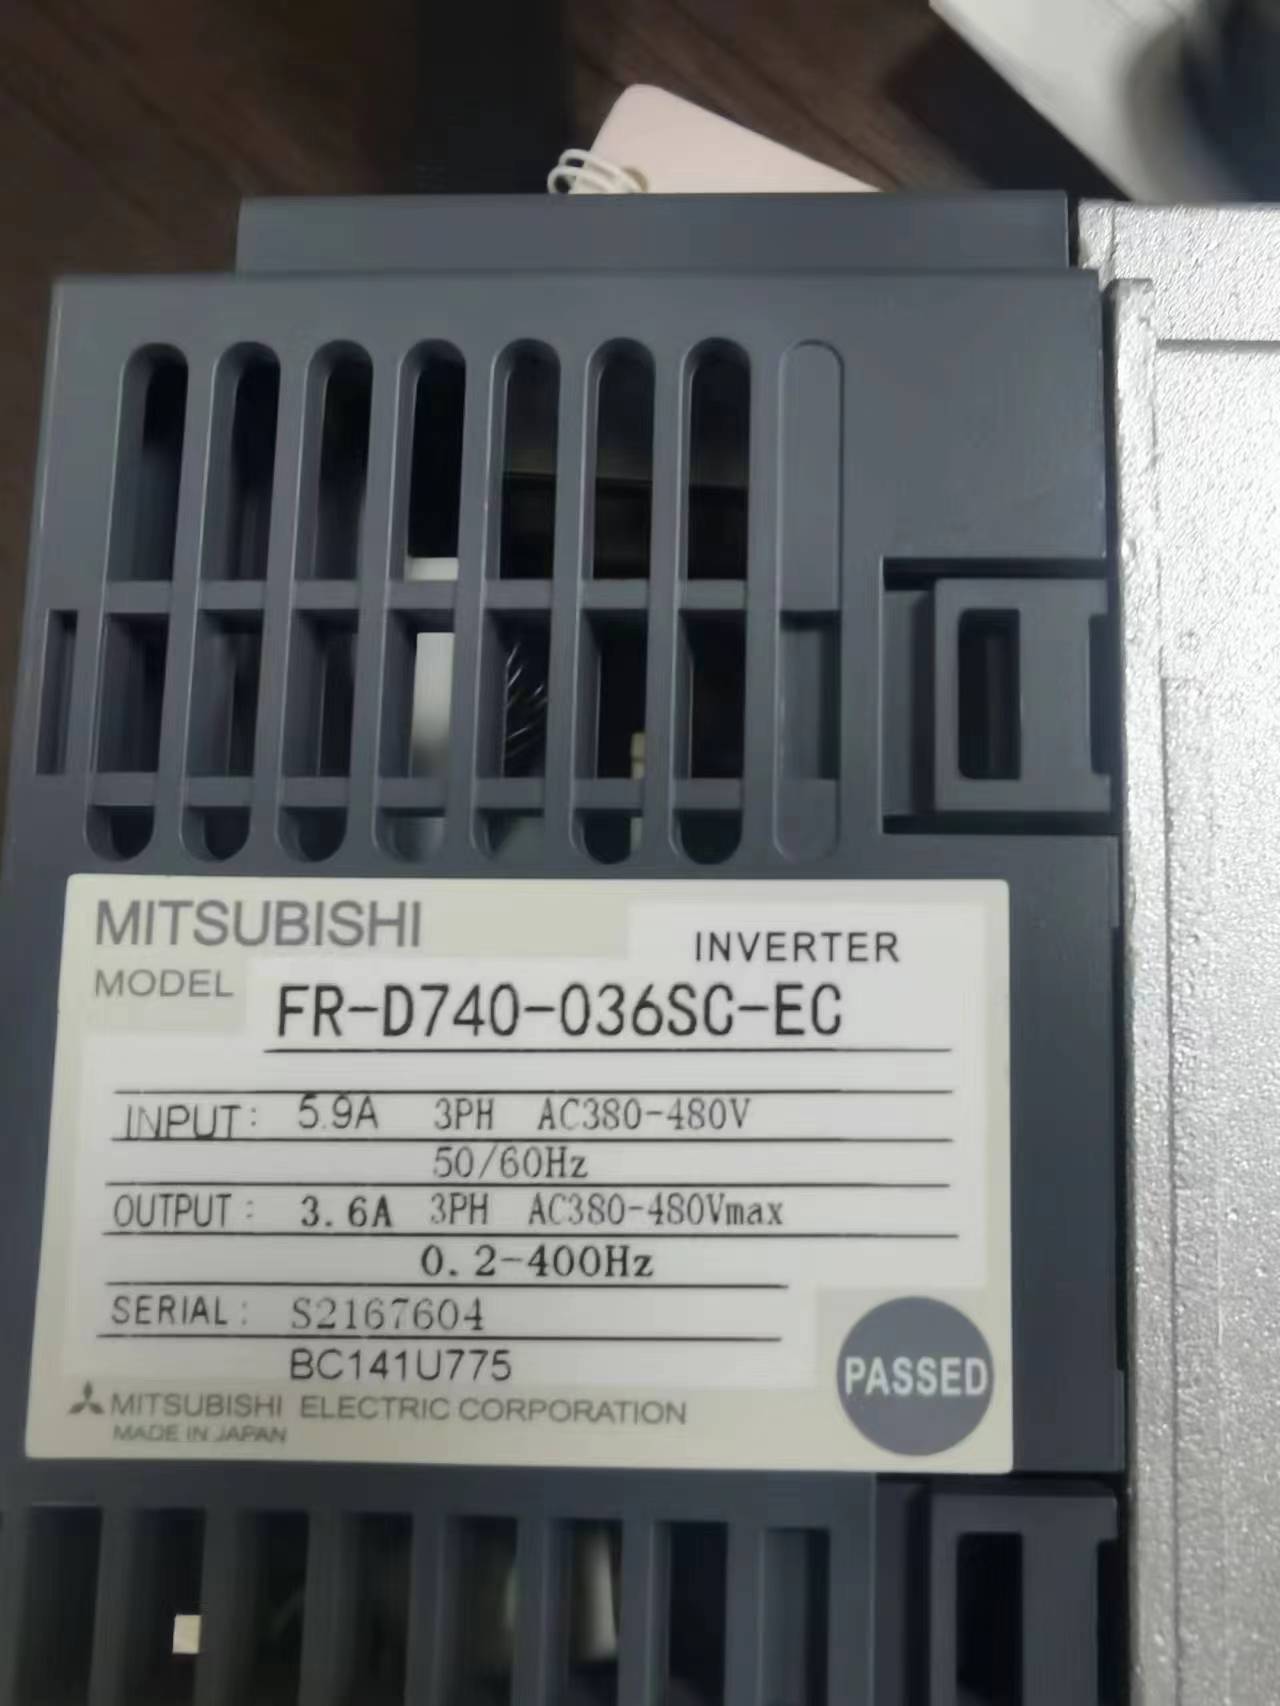 MITSUBISHI
INVERTER
MODEL FR-D740-036SC-EC
INPUT: 5.9A 3PH AC380-480V
50/60Hz
OUTPUT: 3.6A 3PH AC380-480Vmax
0.2-400Hz
SERIAL: S2167604
BC141U775
PASSED
MITSUBISHI ELECTRIC CORPORATION
MADE IN JAPAN